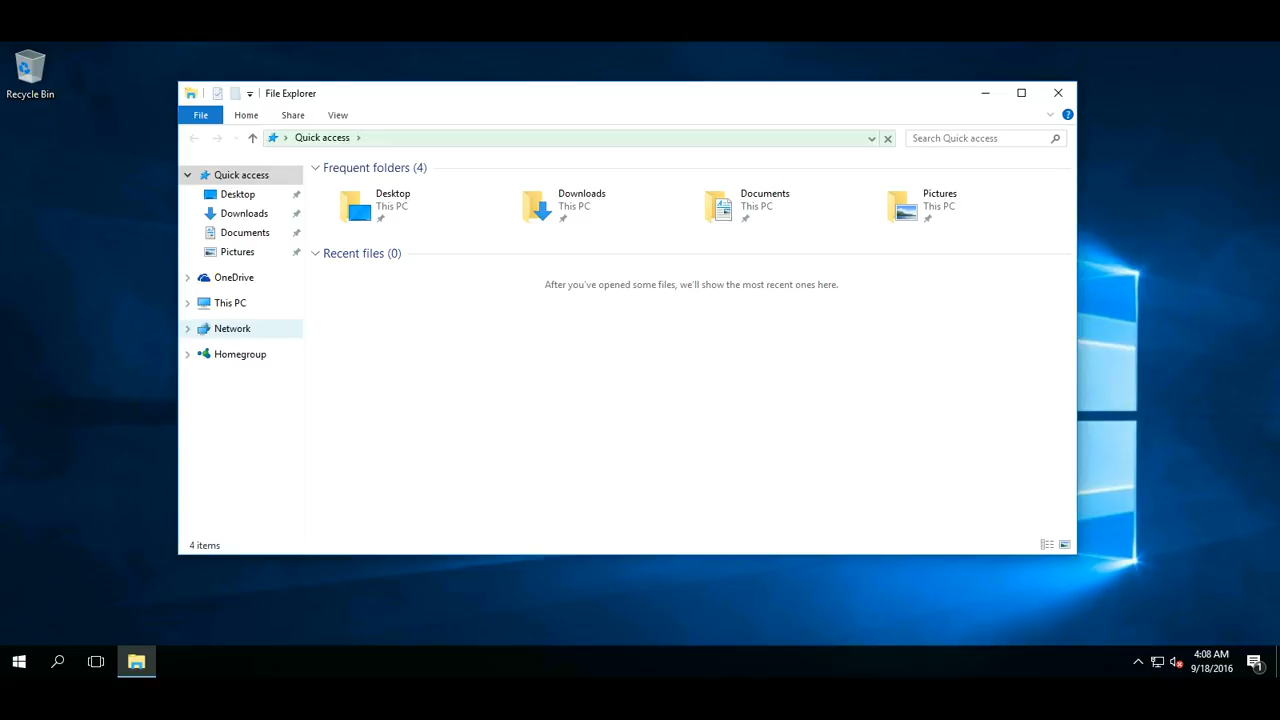 Recycle Bin
File Explorer
File Home Share View
Quick access
Search Quick access
Quick access
Desktop
Downloads
Documents
Pictures
OneDrive
This PC
Network
Homegroup
Frequent folders (4)
Desktop
This PC
Downloads
This PC
Documents
This PC
Pictures
This PC
Recent files (0)
After you've opened some files, we'll show the most recent ones here.
4 items
4:08 AM
9/18/2016
1